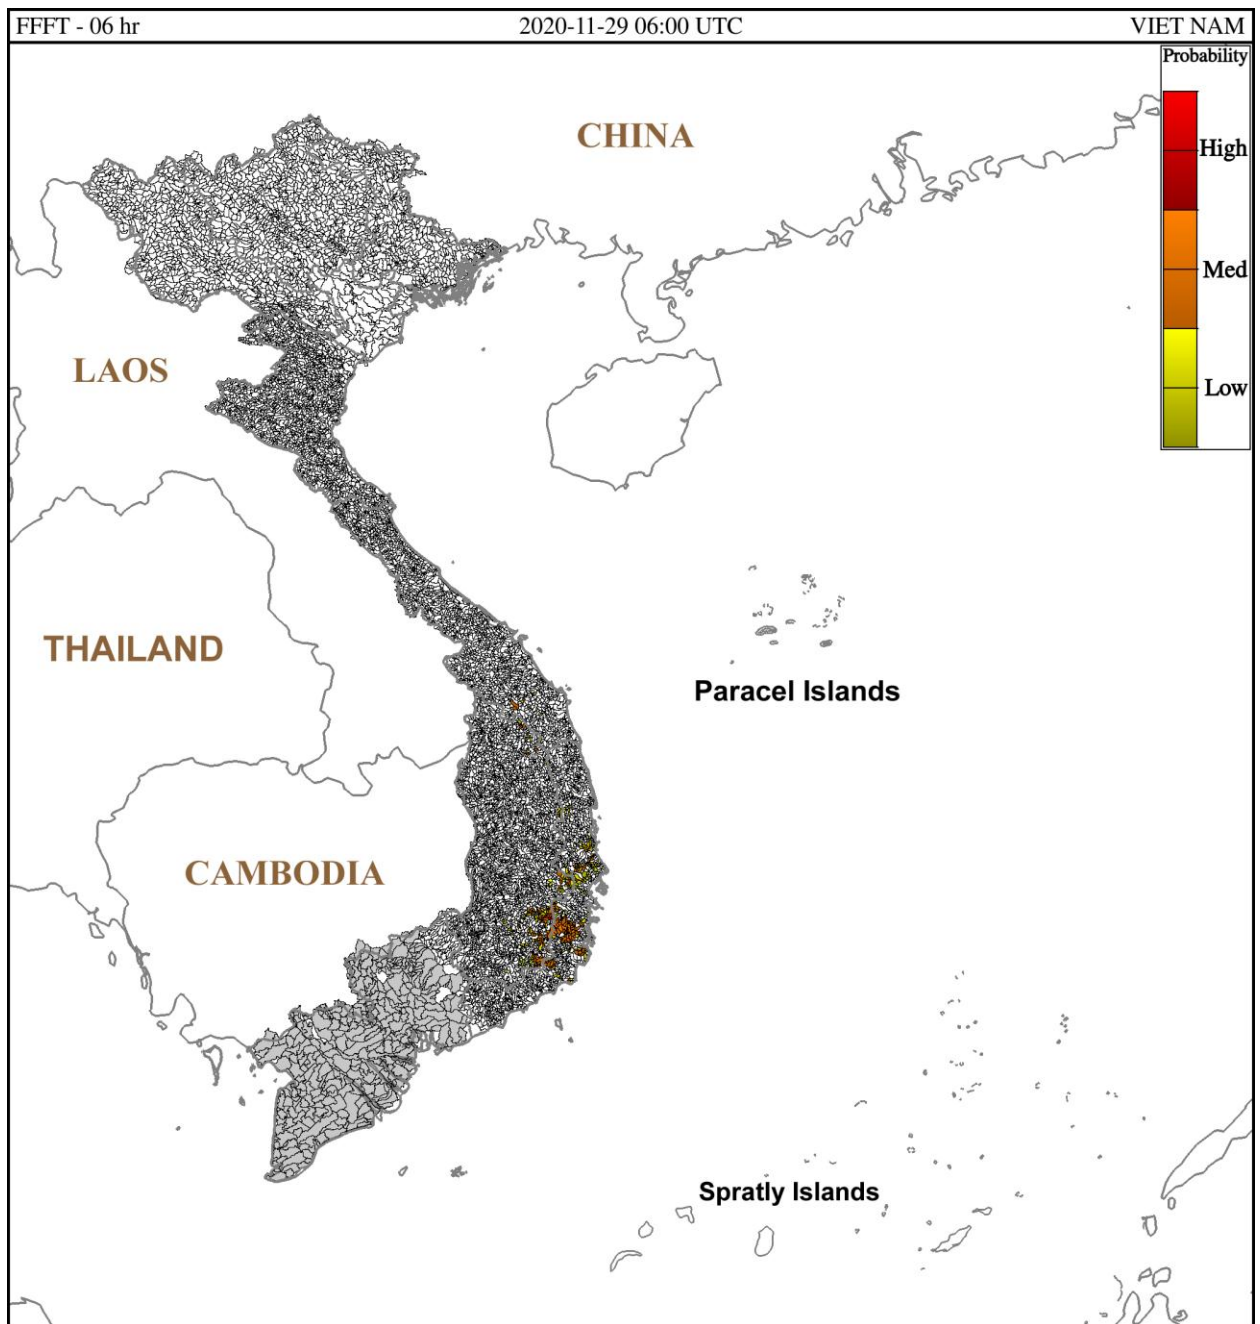 FFFT - 06 hr
2020-11-29 06:00 UTC
VIET NAM
Probability
CHINA
High
Med
LAOS
Low
THAILAND
Paracel Islands
CAMBODIA
Spratly Islands